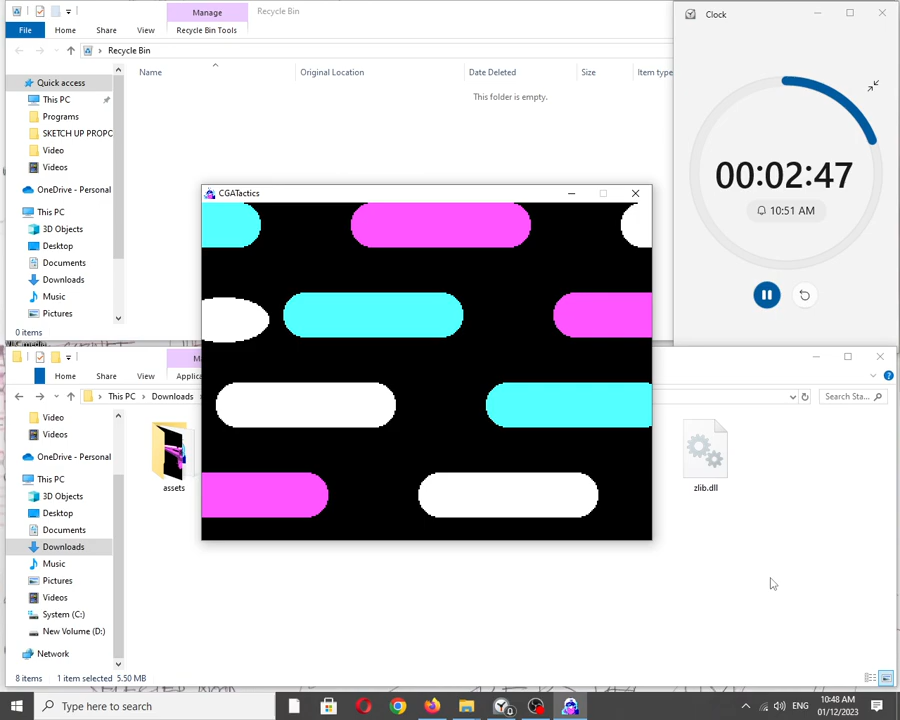 Manage
Recycle Bin
File
Home
Share
View
Recycle Bin Tools
Recycle Bin
Name
Original Location
Date Deleted
Size
Item type
This folder is empty.
Quick access
This PC
Programs
SKETCH UP PROPC
Video
Videos
OneDrive - Personal
This PC
3D Objects
Desktop
Documents
Downloads
Music
Pictures
0 items
Clock
00:02:47
10:51 AM
CGATactics
Home
Share
View
Applic
This PC
Downloads
Search Sta...
Video
Videos
OneDrive - Personal
This PC
3D Objects
Desktop
Documents
Downloads
Music
Pictures
Videos
System (C:)
New Volume (D:)
Network
assets
zlib.dll
8 items
1 item selected
5.50 MB
Type here to search
ENG
10:48 AM
01/12/2023